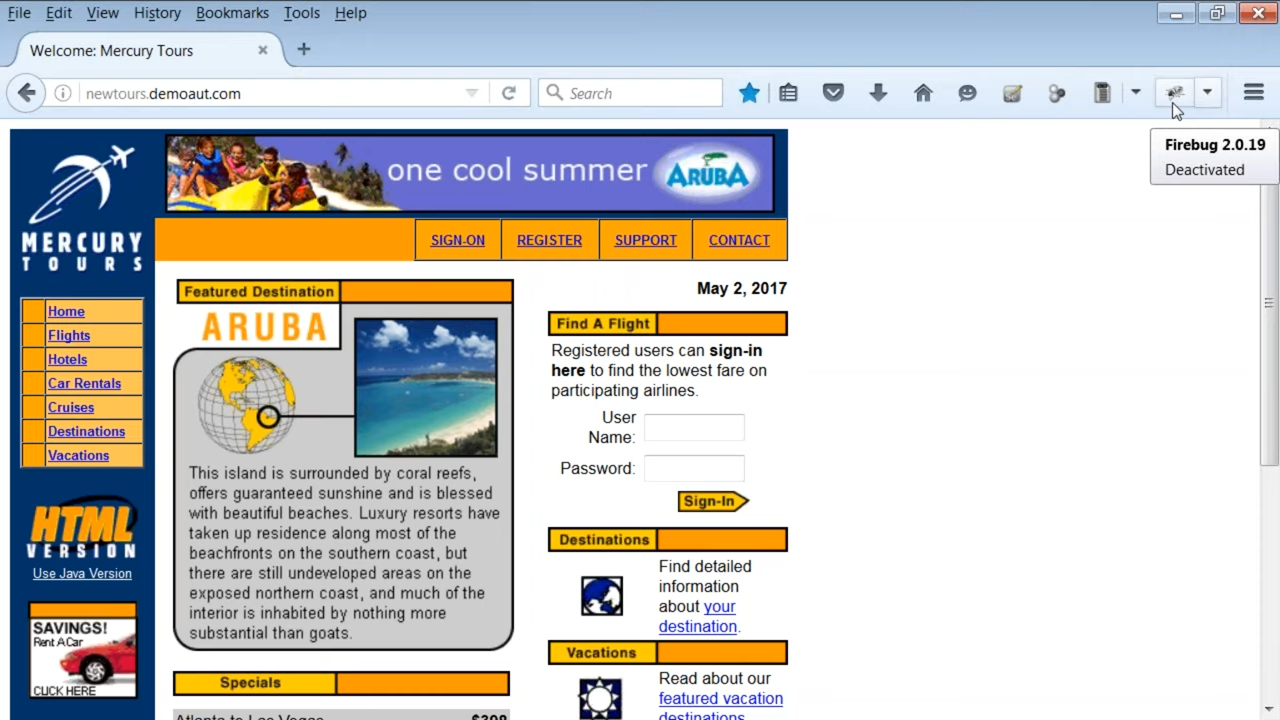 File Edit View History Bookmarks Tools Help
Welcome: Mercury Tours
newtours.demoaut.com
Search
Firebug 2.0.19
Deactivated
one cool summer ARUBA
MERCURY
TOURS
SIGN-ON REGISTER SUPPORT CONTACT
Home
Flights
Hotels
Car Rentals
Cruises
Destinations
Vacations
HTML
VERSION
Use Java Version
SAVINGS!
Rent A Car
CLICK HERE
Featured Destination
ARUBA
This island is surrounded by coral reefs,
offers guaranteed sunshine and is blessed
with beautiful beaches. Luxury resorts have
taken up residence along most of the
beachfronts on the southern coast, but
there are still undeveloped areas on the
exposed northern coast, and much of the
interior is inhabited by nothing more
substantial than goats.
Specials
Atlanta to Las Vegas $398
May 2, 2017
Find A Flight
Registered users can sign-in
here to find the lowest fare on
participating airlines.
User
Name:
Password:
Sign-In
Destinations
Find detailed
information
about your
destination.
Vacations
Read about our
featured vacation
destinations.